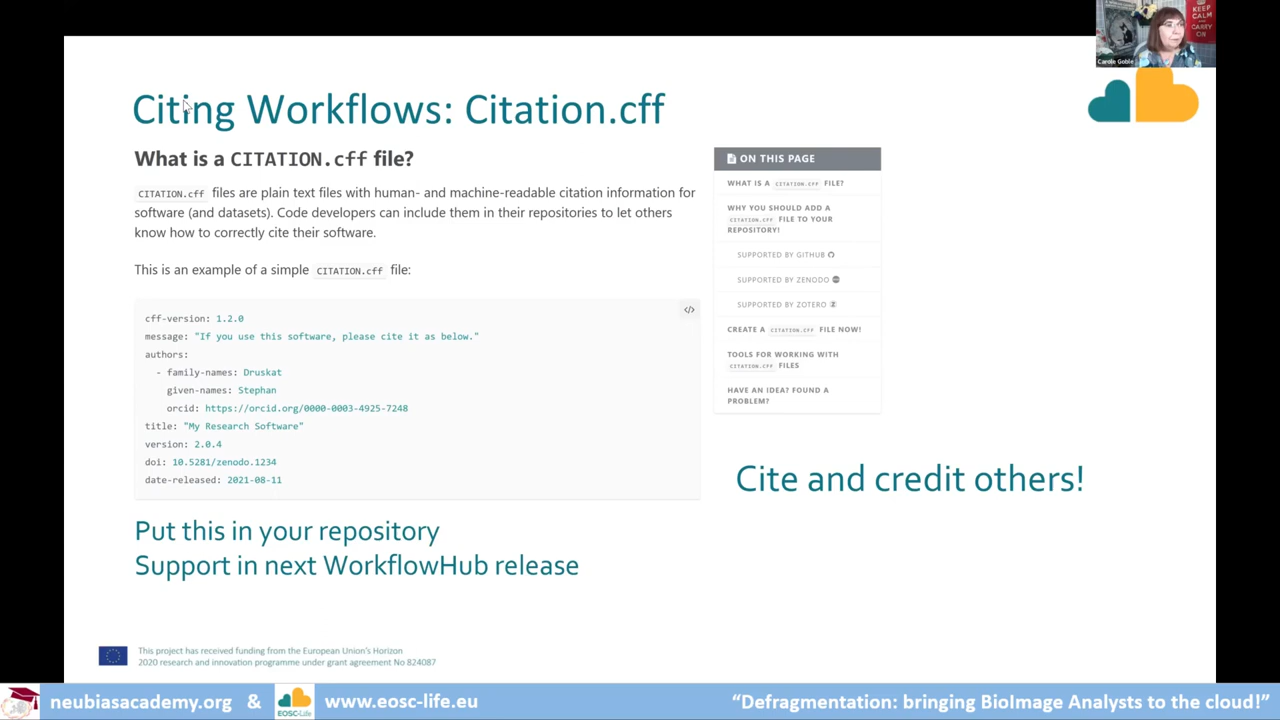 KEEP
CALM
AND
CARRY
ON
Carole Goble
Citing Workflows: Citation.cff
What is a CITATION.cff file?
CITATION.cff files are plain text files with human- and machine-readable citation information for
software (and datasets). Code developers can include them in their repositories to let others
know how to correctly cite their software.
This is an example of a simple CITATION.cff file:
</>
cff-version: 1.2.0
message: "If you use this software, please cite it as below."
authors:
- family-names: Druskat
given-names: Stephan
orcid: https://orcid.org/0000-0003-4925-7248
title: "My Research Software"
version: 2.0.4
doi: 10.5281/zenodo.1234
date-released: 2021-08-11
ON THIS PAGE
WHAT IS A CITATION.cff FILE?
WHY YOU SHOULD ADD A
CITATION.cff FILE TO YOUR
REPOSITORY!
SUPPORTED BY GITHUB
SUPPORTED BY ZENODO
SUPPORTED BY ZOTERO Z
CREATE A CITATION.cff FILE NOW!
TOOLS FOR WORKING WITH
CITATION.cff FILES
HAVE AN IDEA? FOUND A
PROBLEM?
Cite and credit others!
Put this in your repository
Support in next WorkflowHub release
This project has received funding from the European Union's Horizon
2020 research and innovation programme under grant agreement No 824087
neubiasacademy.org & EOSC-Life www.eosc-life.eu “Defragmentation: bringing BioImage Analysts to the cloud!”